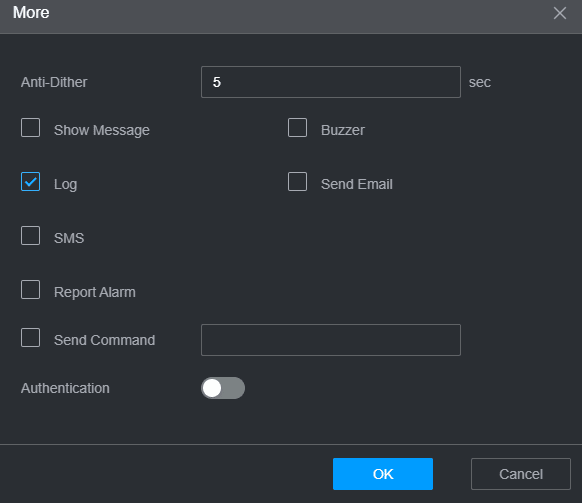 More
Anti-Dither 5 sec
Show Message Buzzer
Log Send Email
SMS
Report Alarm
Send Command
Authentication
OK Cancel